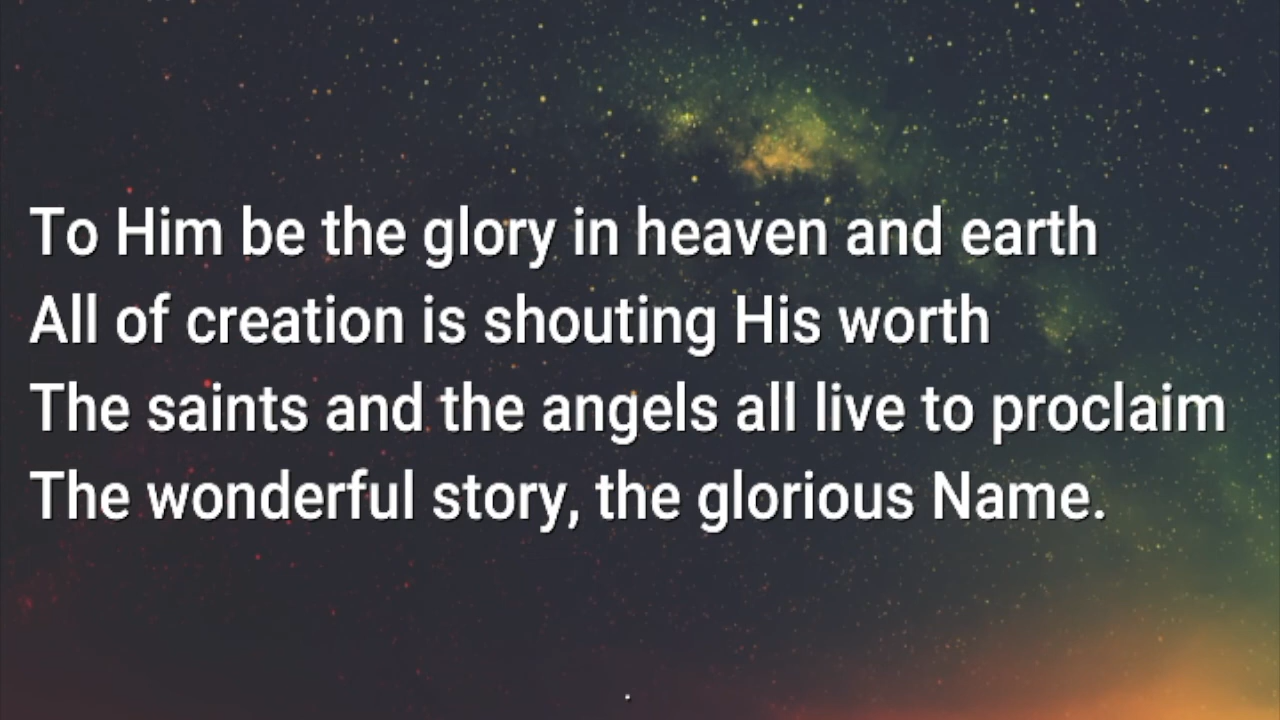 To Him be the glory in heaven and earth
All of creation is shouting His worth
The saints and the angels all live to proclaim
The wonderful story, the glorious Name.
.